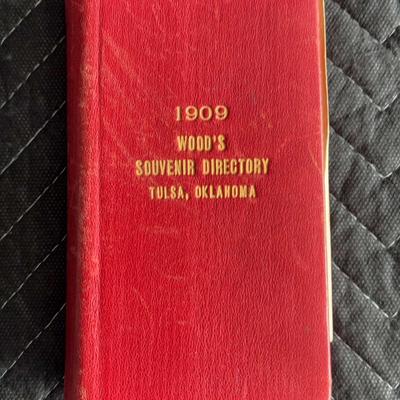 1909
WOOD'S
SOUVENIR DIRECTORY
TULSA, OKLAHOMA